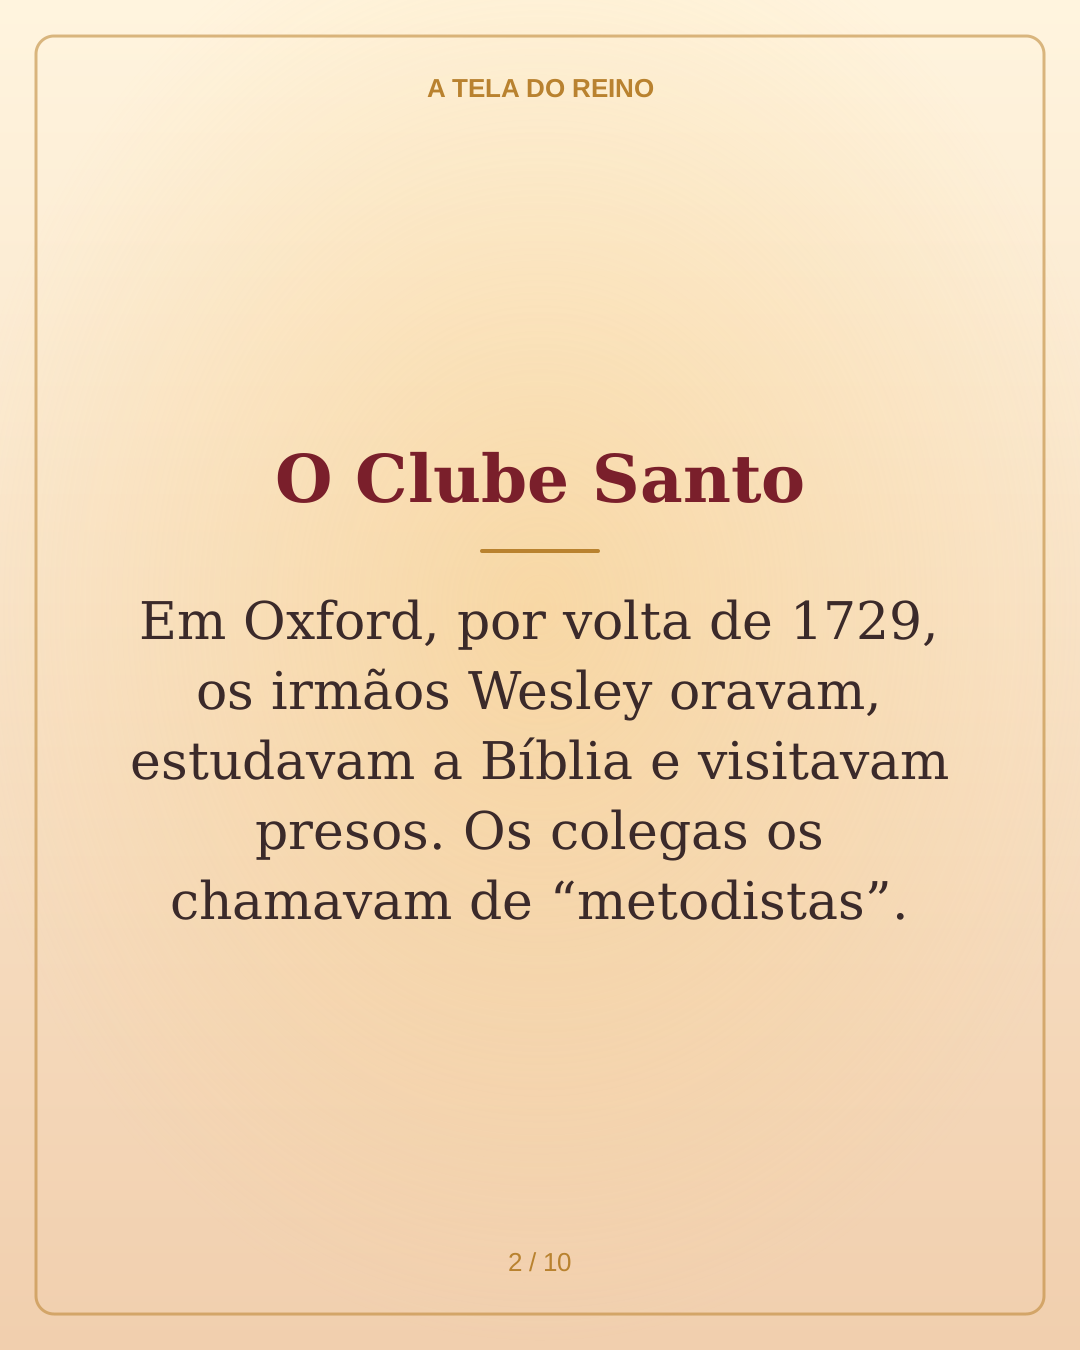 A TELA DO REINO
O Clube Santo
Em Oxford, por volta de 1729,
os irmãos Wesley oravam,
estudavam a Bíblia e visitavam
presos. Os colegas os
chamavam de “metodistas”.
2 / 10